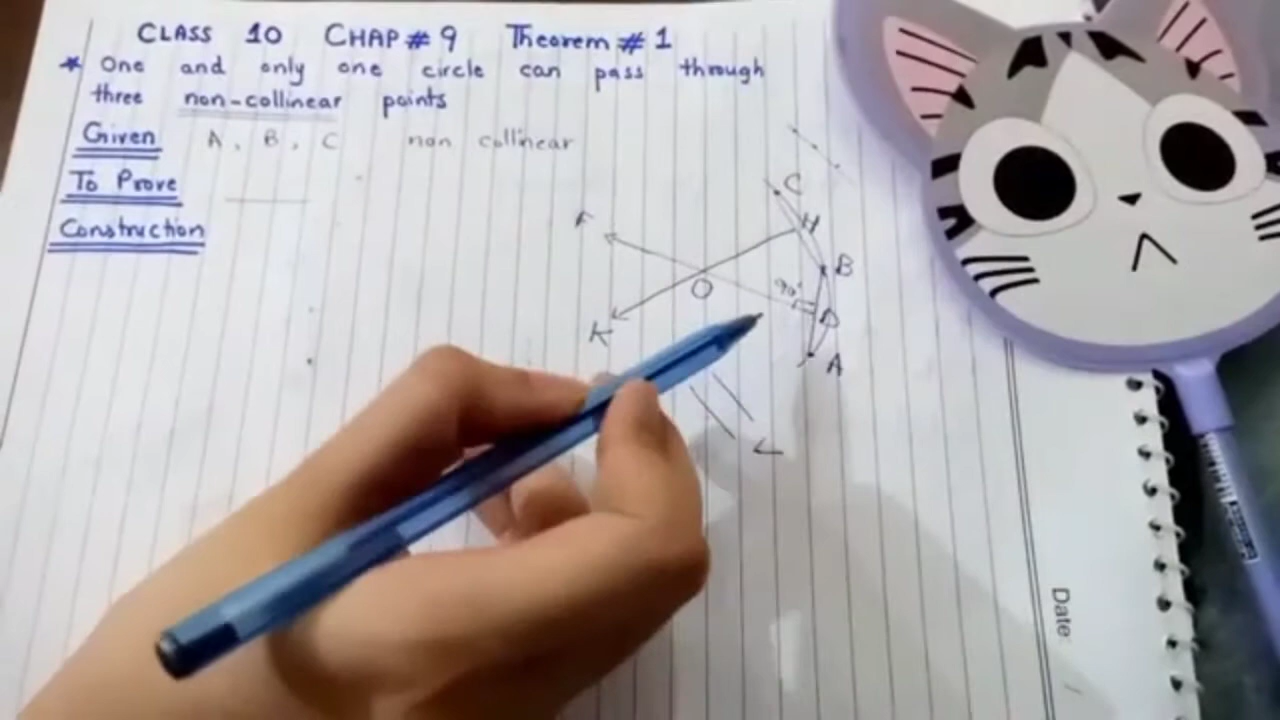 CLASS 10 CHAP # 9 Theorem # 1
* One and only one circle can pass through
three non-collinear points
Given A, B, C non collinear
To Prove
Construction
C
H
F
B
90°
O
D
K
A
Date: